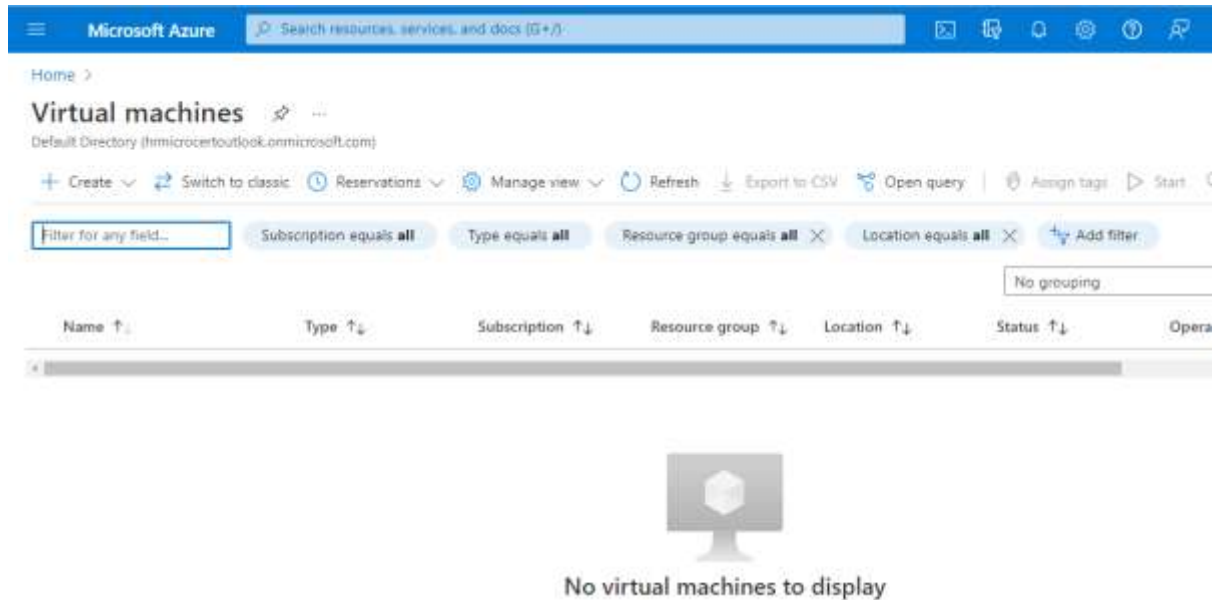 Microsoft Azure Search resources, services, and docs (G+/)
Home >
Virtual machines ...
Default Directory (hrmicrocertoutlook.onmicrosoft.com)
+ Create Switch to classic Reservations Manage view Refresh Export to CSV Open query Assign tags Start
Filter for any field... Subscription equals all Type equals all Resource group equals all Location equals all Add filter
No grouping
Name Type Subscription Resource group Location Status Opera
No virtual machines to display